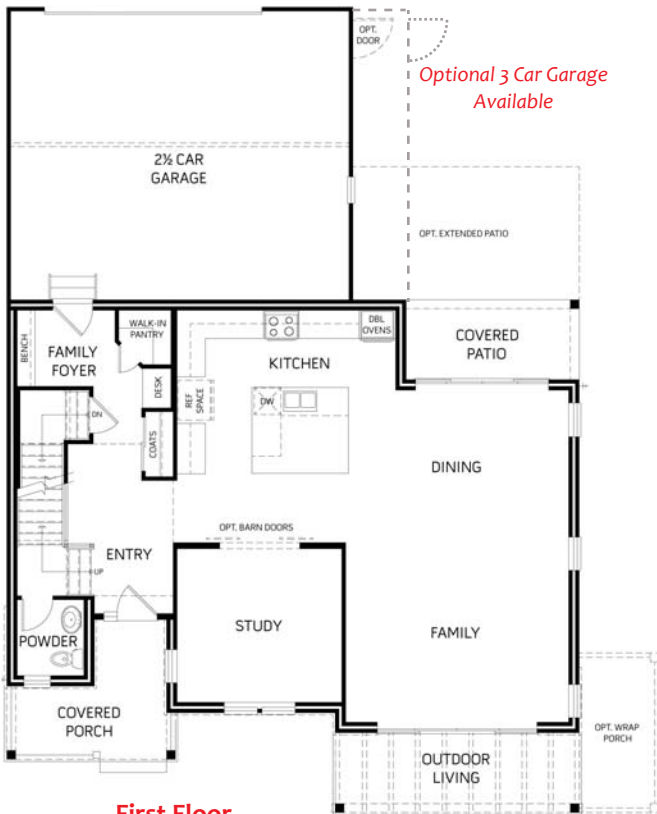 OPT.
DOOR
Optional 3 Car Garage
Available
2½ CAR
GARAGE
OPT. EXTENDED PATIO
BENCH
FAMILY
FOYER
WALK-IN
PANTRY
DESK
DBL
OVENS
KITCHEN
COVERED
PATIO
REF
SPACE
DW
DN
COATS
DINING
OPT. BARN DOORS
ENTRY
UP
STUDY
FAMILY
POWDER
COVERED
PORCH
OPT. WRAP
PORCH
OUTDOOR
LIVING
First Floor